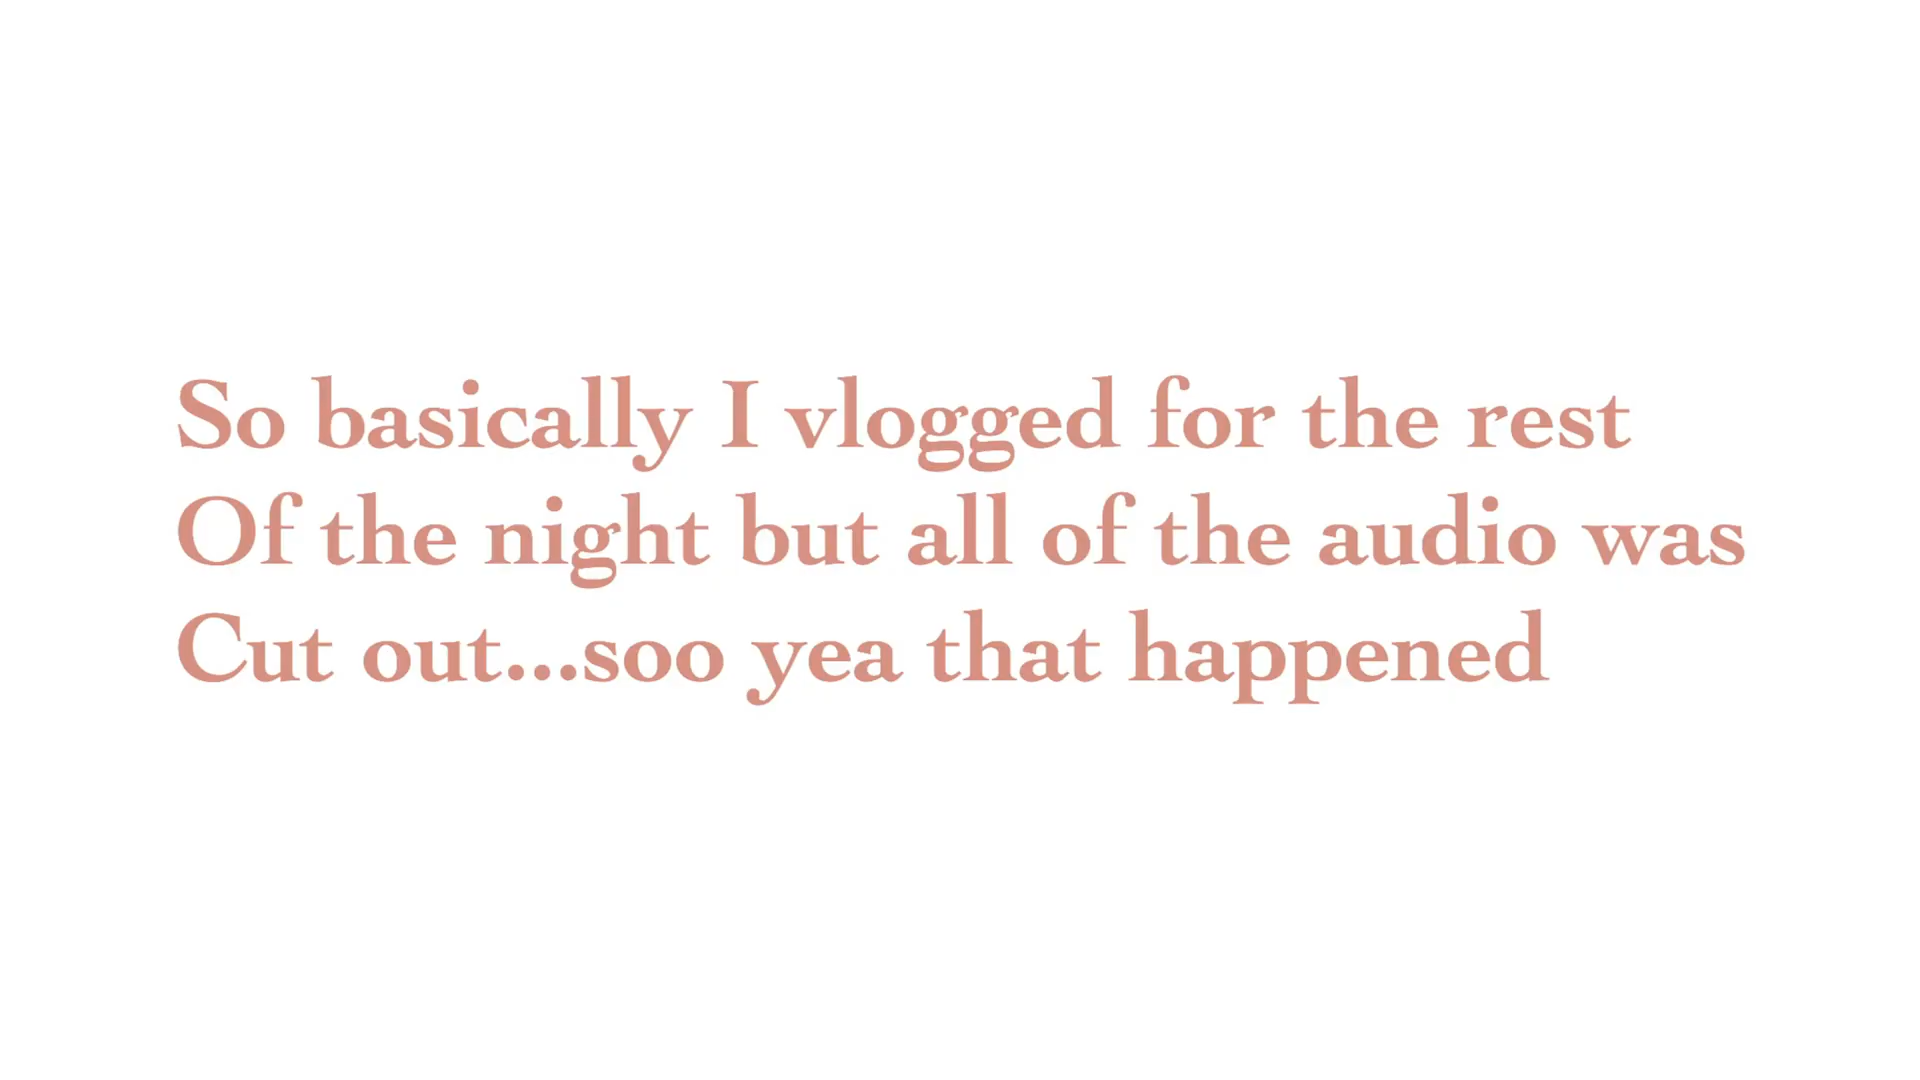 So basically I vlogged for the rest
Of the night but all of the audio was
Cut out...soo yea that happened